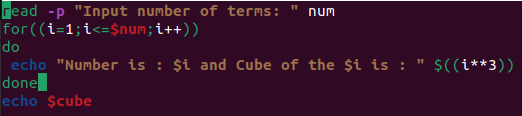 read -p "Input number of terms: " num
for((i=1;i<=$num;i++))
do
 echo "Number is : $i and Cube of the $i is : " $((i**3))
done
echo $cube